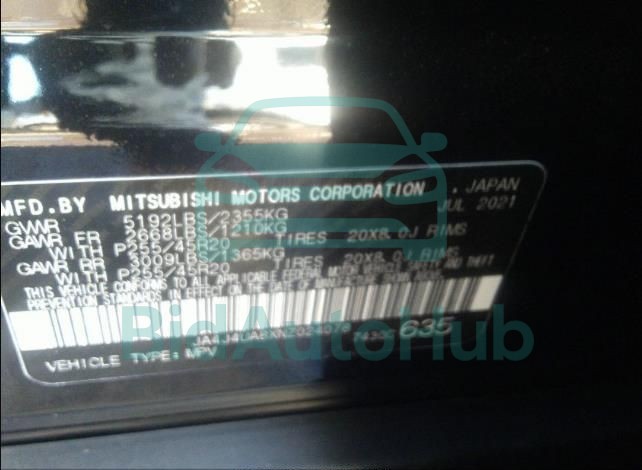 MFD.BY MITSUBISHI MOTORS CORPORATION . JAPAN
GVWR 5192LBS/2355KG JUL 2021
GAWR FR 2668LBS/1210KG
WITH P255/45R20 TIRES 20X8.0J RIMS
GAWR RR 3009LBS/1365KG
WITH P255/45R20 TIRES 20X8.0J RIMS
THIS VEHICLE CONFORMS TO ALL APPLICABLE FEDERAL MOTOR VEHICLE SAFETY AND THEFT
PREVENTION STANDARDS IN EFFECT ON THE DATE OF MANUFACTURE SHOWN ABOVE.
635
VEHICLE TYPE: MPV
BidAutoHub